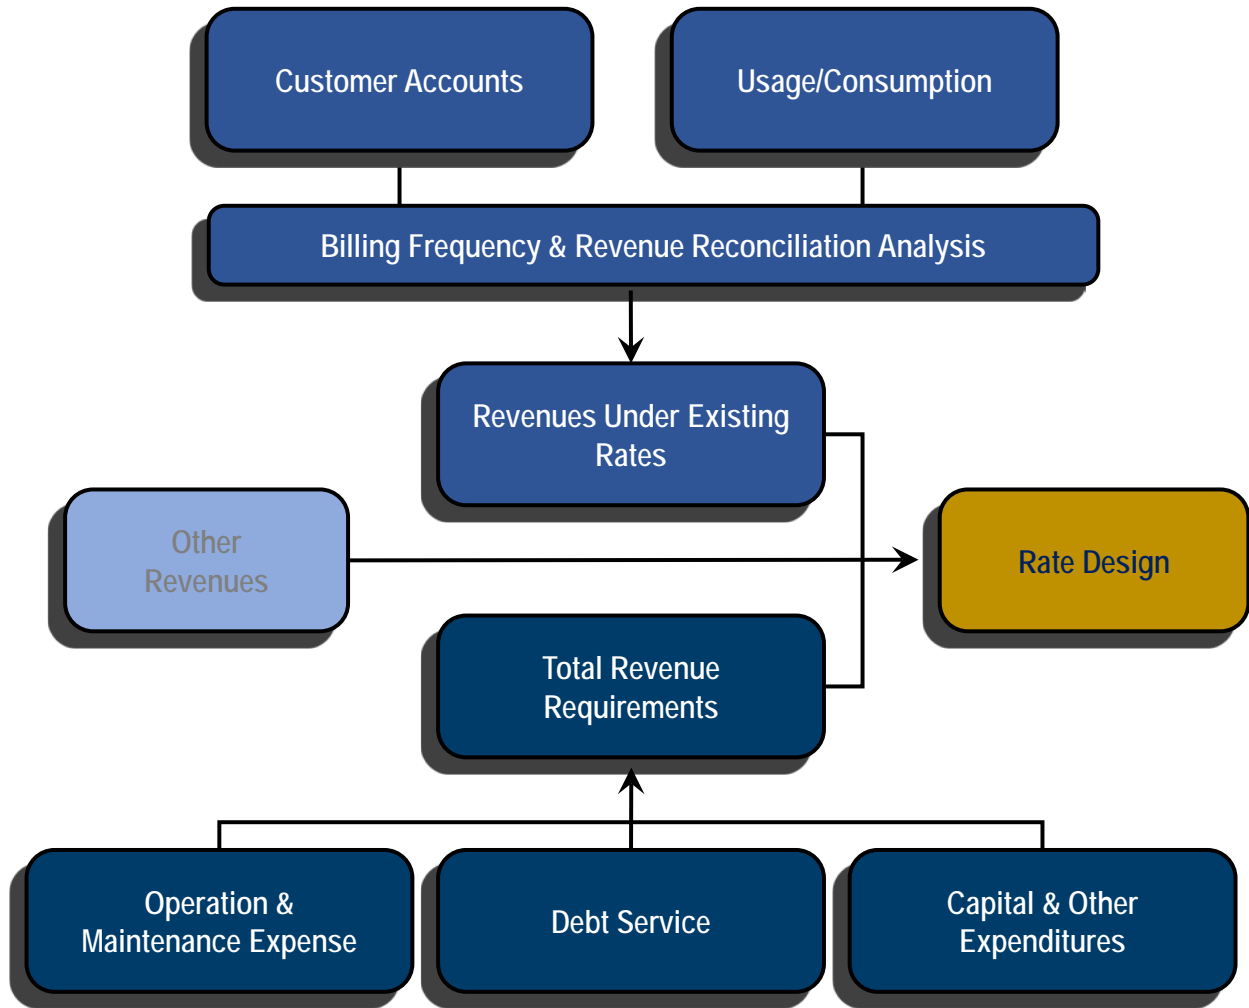 Customer Accounts
Usage/Consumption
Billing Frequency & Revenue Reconciliation Analysis
Revenues Under Existing
Rates
Other
Revenues
Rate Design
Total Revenue
Requirements
Operation &
Maintenance Expense
Debt Service
Capital & Other
Expenditures